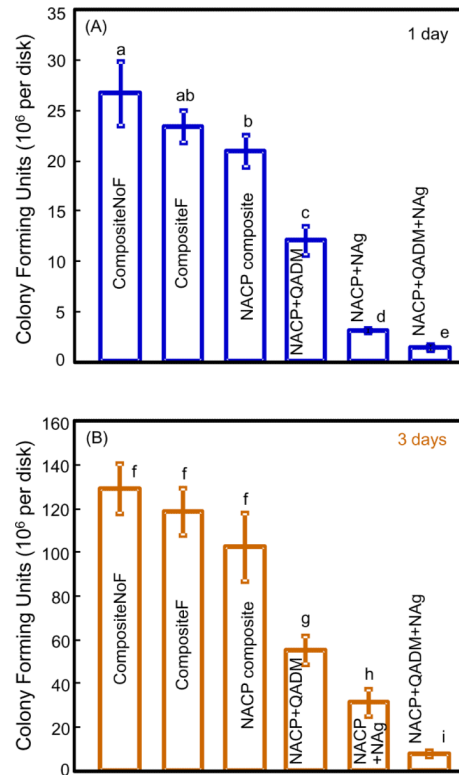 (A)
1 day
Colony Forming Units (10⁶ per disk)
35
30
25
20
15
10
5
0
a
ab
b
c
d
e
CompositeNoF
CompositeF
NACP composite
NACP+QADM
NACP+NAg
NACP+QADM+NAg
(B)
3 days
Colony Forming Units (10⁶ per disk)
160
140
120
100
80
60
40
20
0
f
f
f
g
h
i
CompositeNoF
CompositeF
NACP composite
NACP+QADM
NACP
+NAg
NACP+QADM+NAg